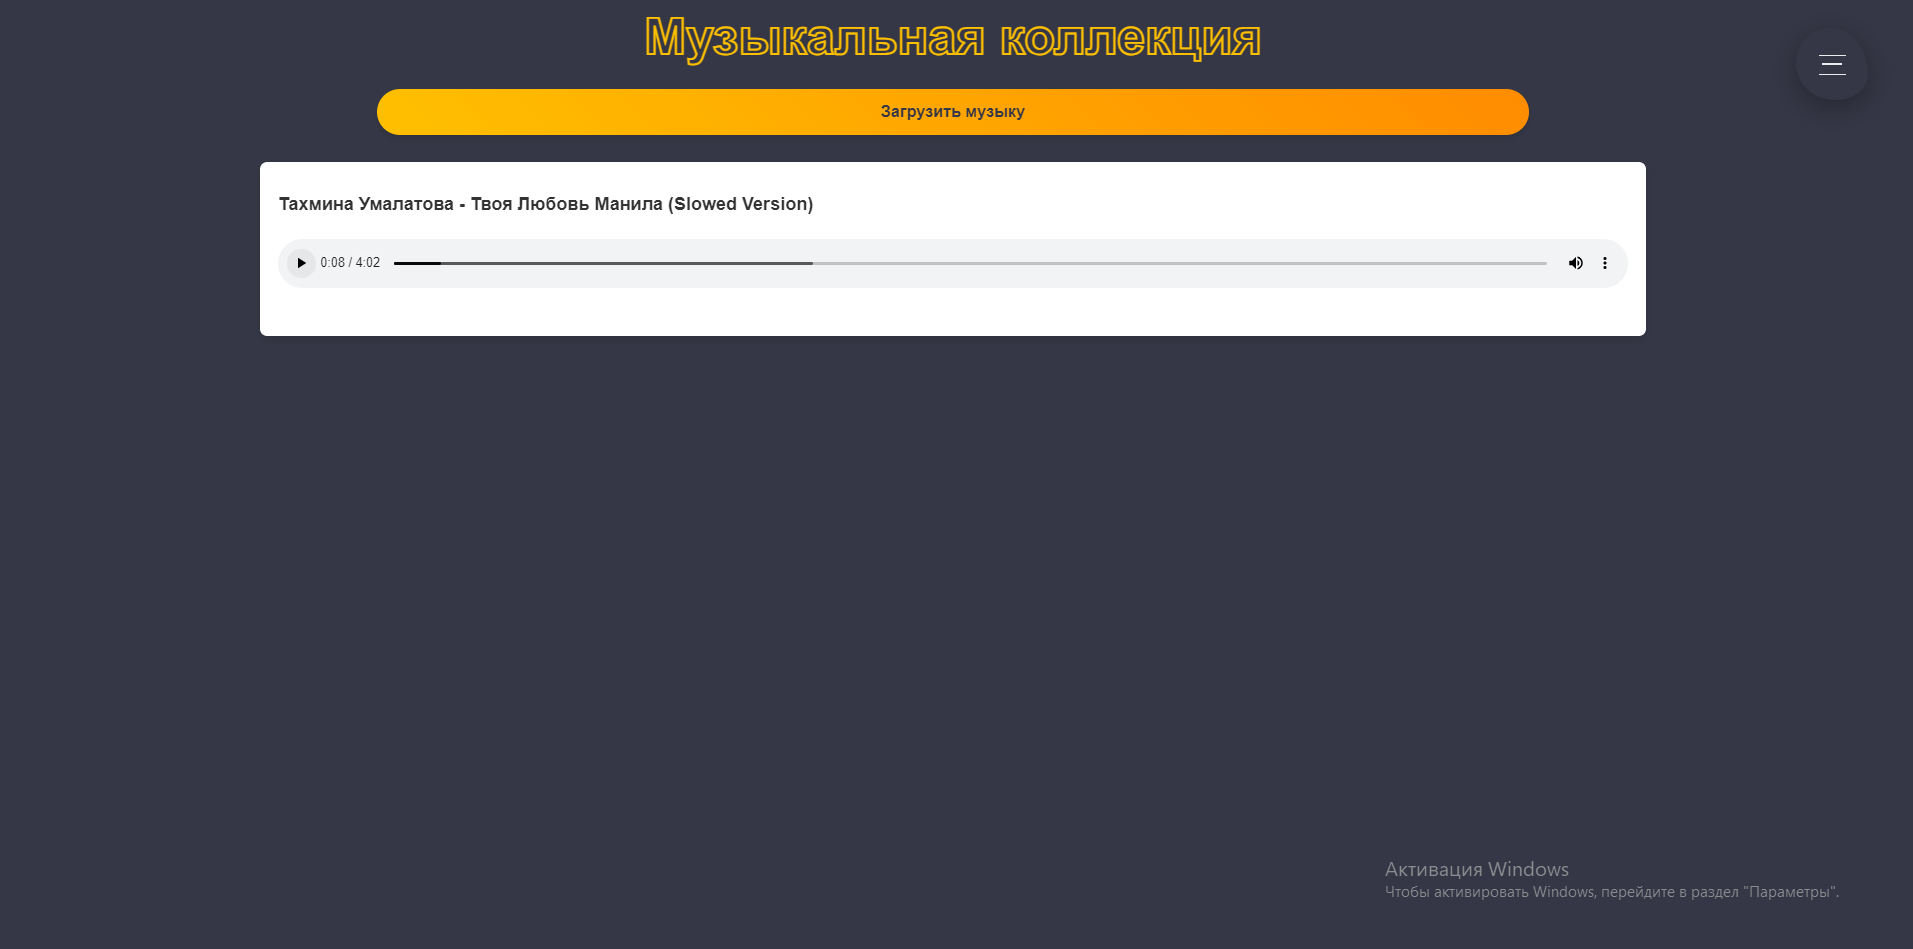 Музыкальная коллекция
Загрузить музыку
Тахмина Умалатова - Твоя Любовь Манила (Slowed Version)
0:08 / 4:02
Активация Windows
Чтобы активировать Windows, перейдите в раздел "Параметры".